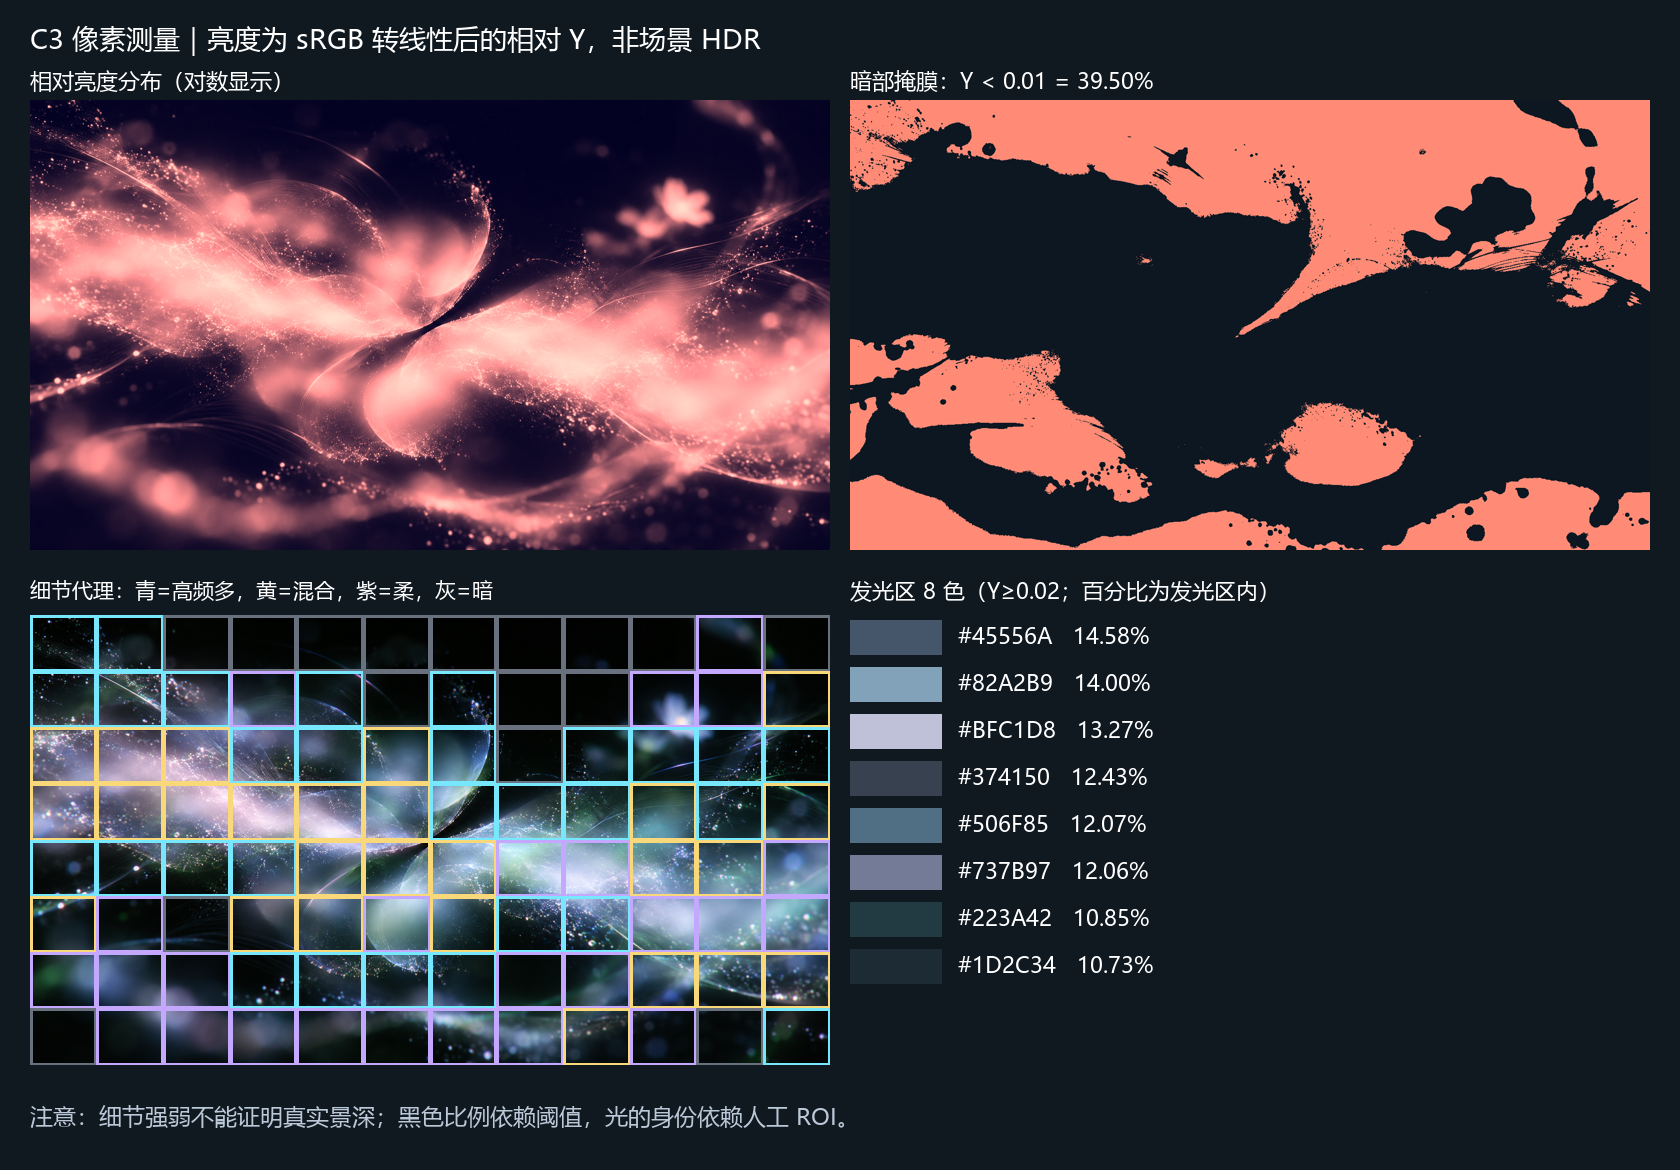 C3 像素测量 | 亮度为 sRGB 转线性后的相对 Y，非场景 HDR
相对亮度分布（对数显示）
暗部掩膜：Y < 0.01 = 39.50%
细节代理：青=高频多，黄=混合，紫=柔，灰=暗
发光区 8 色（Y≥0.02；百分比为发光区内）
#45556A 14.58%
#82A2B9 14.00%
#BFC1D8 13.27%
#374150 12.43%
#506F85 12.07%
#737B97 12.06%
#223A42 10.85%
#1D2C34 10.73%
注意：细节强弱不能证明真实景深；黑色比例依赖阈值，光的身份依赖人工 ROI。